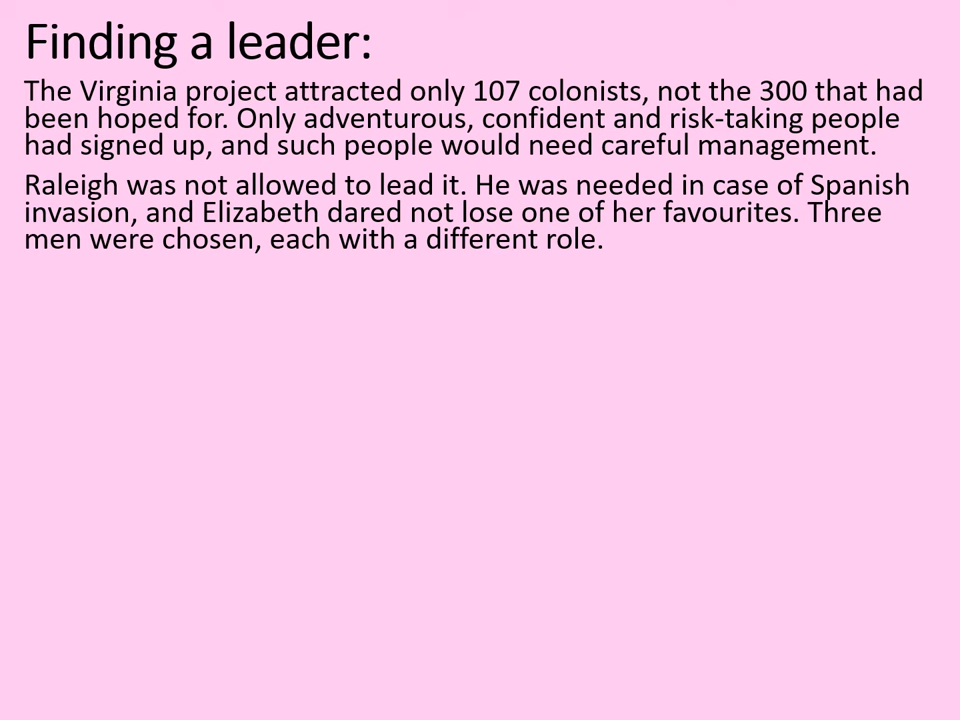 Finding a leader:
The Virginia project attracted only 107 colonists, not the 300 that had
been hoped for. Only adventurous, confident and risk-taking people
had signed up, and such people would need careful management.
Raleigh was not allowed to lead it. He was needed in case of Spanish
invasion, and Elizabeth dared not lose one of her favourites. Three
men were chosen, each with a different role.